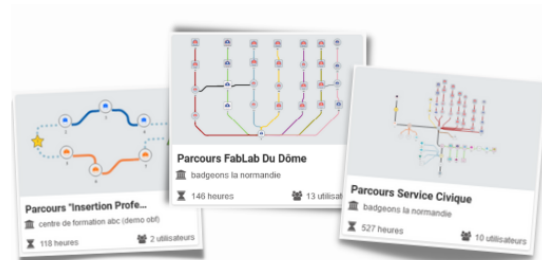 Parcours "Insertion Profe...
centre de formation abc (demo obf)
118 heures
2 utilisateurs
Parcours FabLab Du Dôme
badgeons la normandie
146 heures
13 utilisat
Parcours Service Civique
badgeons la normandie
527 heures
10 utilisateurs